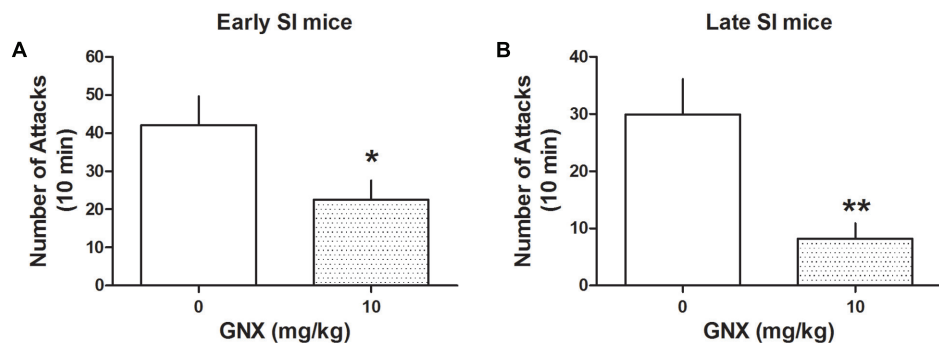 Early SI mice
A
Number of Attacks
(10 min)
60
50
40
30
20
10
0
*
0
10
GNX (mg/kg)
Late SI mice
B
Number of Attacks
(10 min)
40
30
20
10
0
**
0
10
GNX (mg/kg)